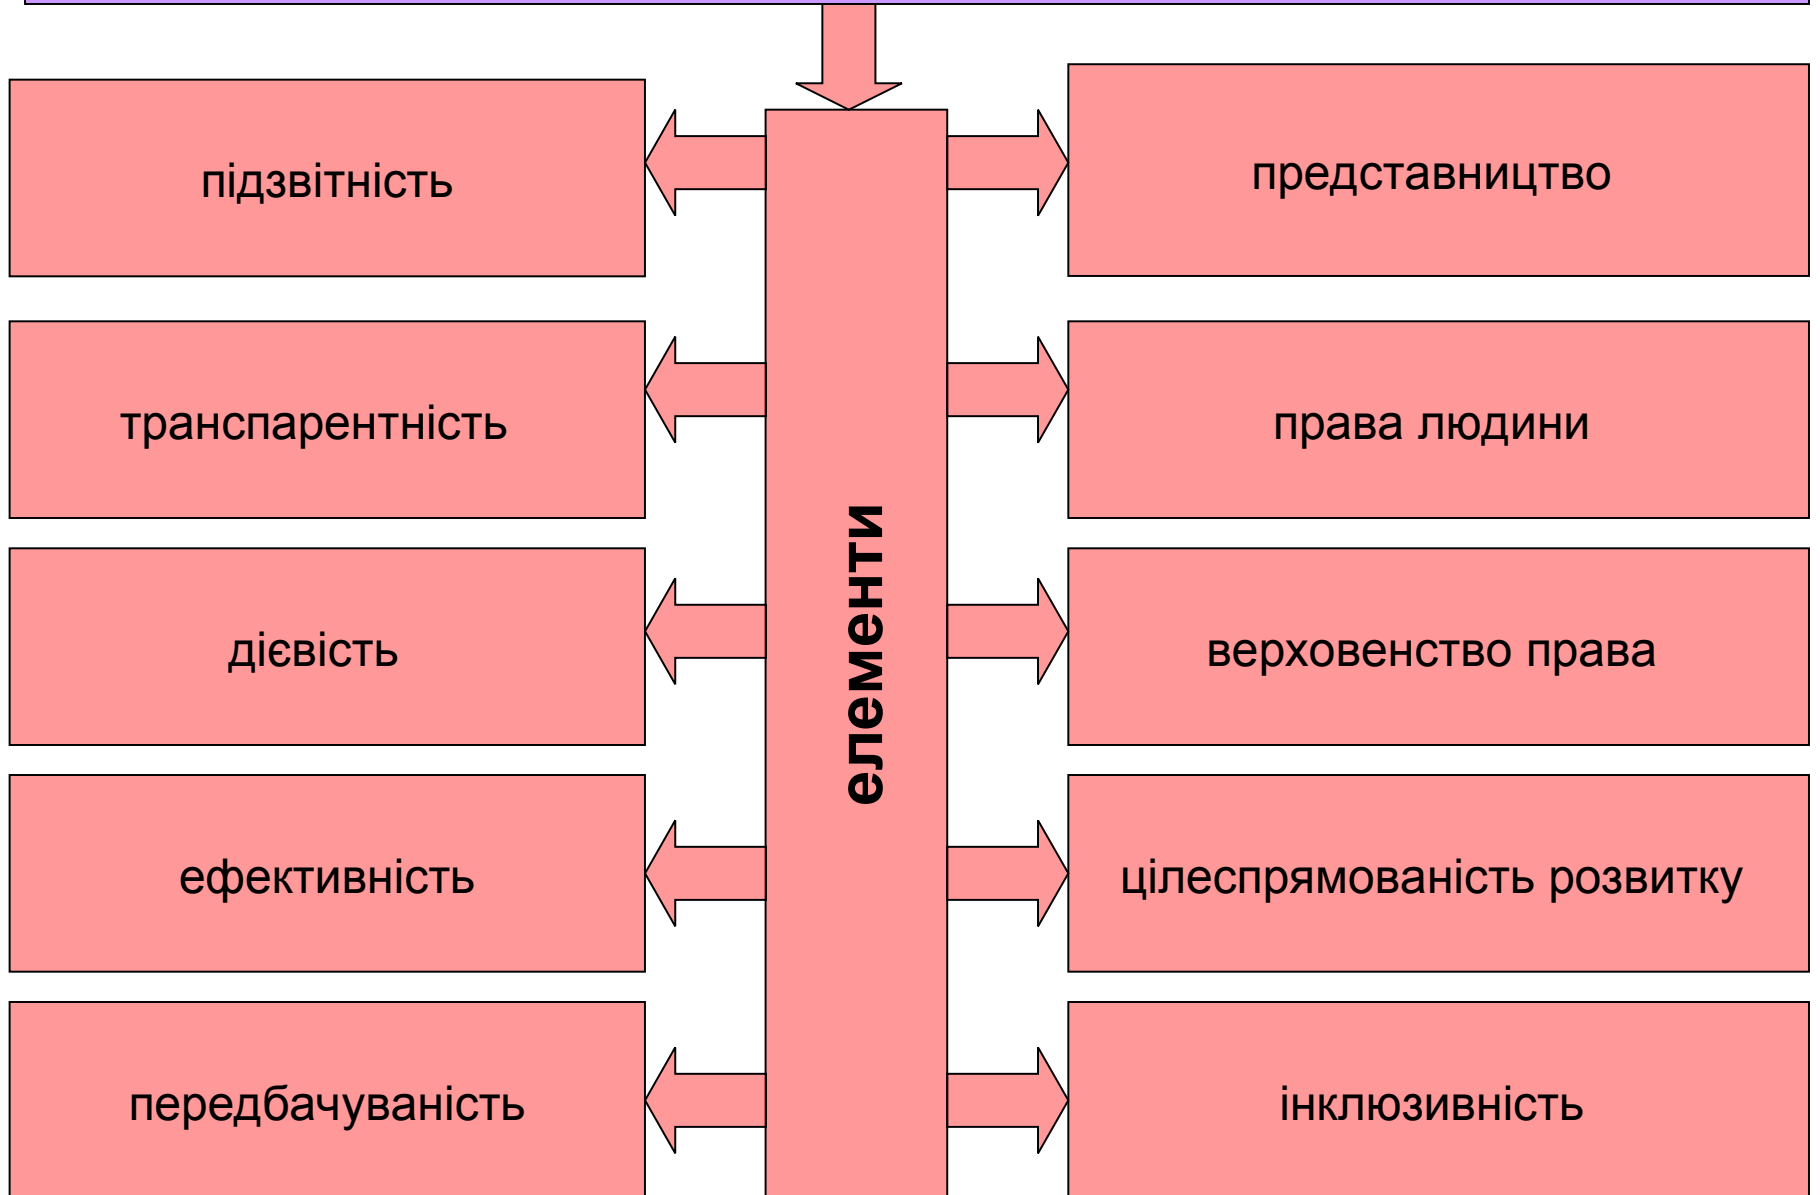 підзвітність
представництво
транспарентність
права людини
елементи
дієвість
верховенство права
ефективність
цілеспрямованість розвитку
передбачуваність
інклюзивність